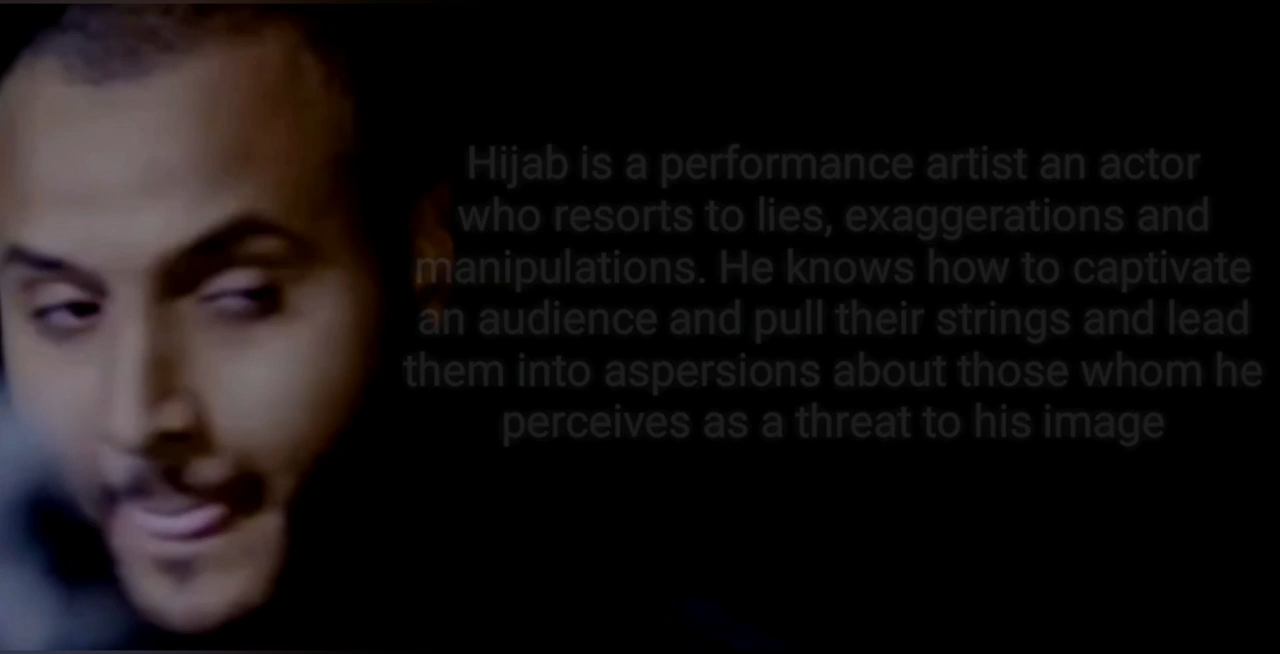 Hijab is a performance artist an actor
who resorts to lies, exaggerations and
manipulations. He knows how to captivate
an audience and pull their strings and lead
them into aspersions about those whom he
perceives as a threat to his image